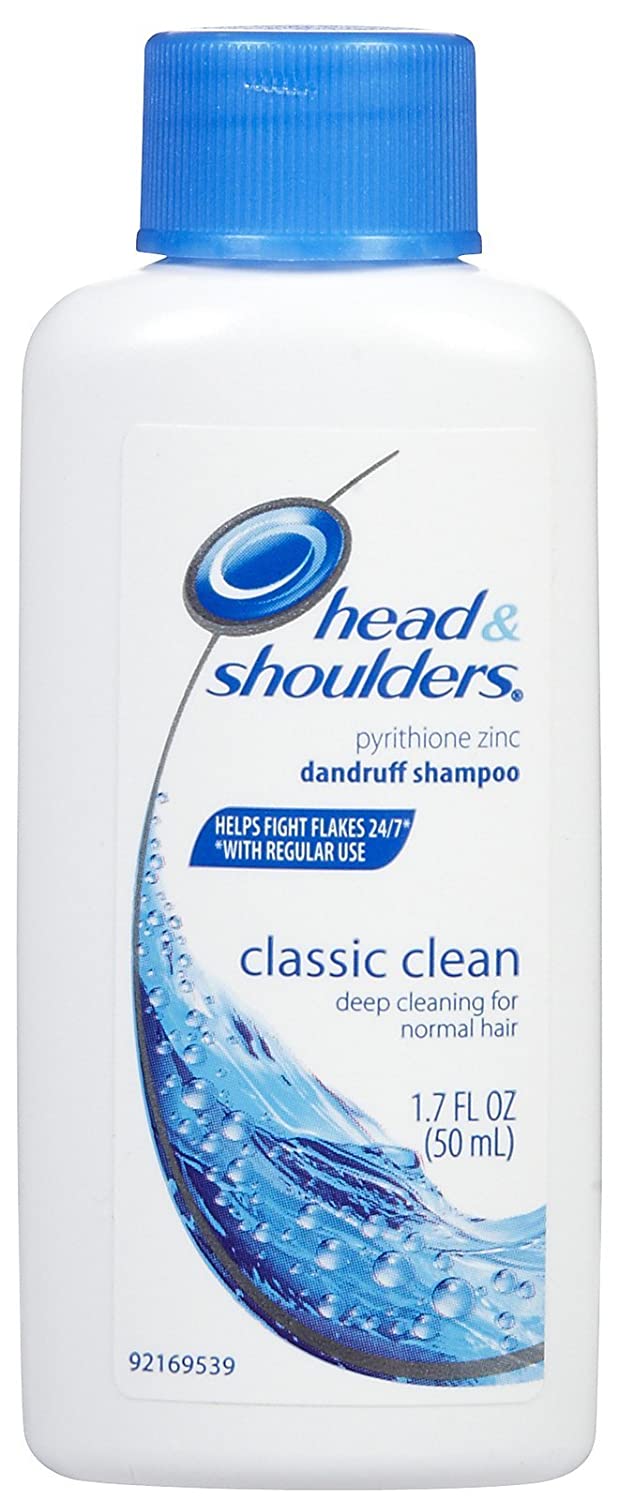 head &
shoulders®
pyrithione zinc
dandruff shampoo
HELPS FIGHT FLAKES 24/7*
*WITH REGULAR USE
classic clean
deep cleaning for
normal hair
1.7 FL OZ
(50 mL)
92169539